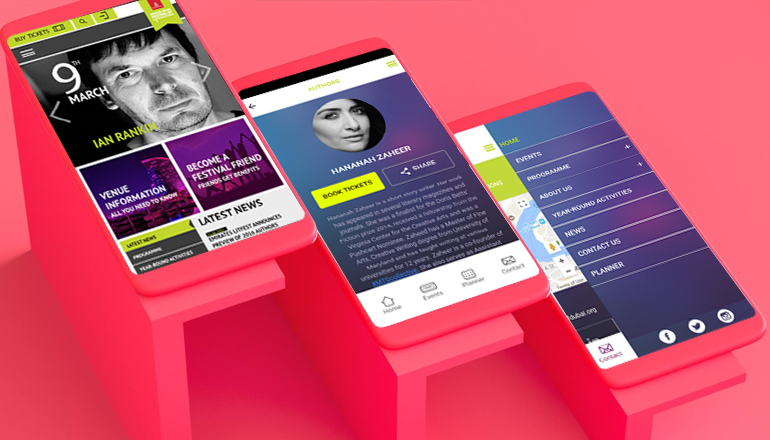 BUY TICKETS
9
MARCH
IAN RANKIN
VENUE
INFORMATION
ALL YOU NEED TO KNOW
BECOME A
FESTIVAL FRIEND
FRIENDS GET BENEFITS
LATEST NEWS
PROGRAMME
YEAR-ROUND ACTIVITIES
LATEST NEWS
EMIRATES LITFEST ANNOUNCES
PREVIEW OF 2016 AUTHORS
AUTHORS
HANANAH ZAHEER
BOOK TICKETS
SHARE
Hananah Zaheer is a short story writer. Her work
has appeared in several literary magazines and
journals. She was a finalist for the Doris Betts'
Fiction prize 2014, received a fellowship from the
Virginia Center for the Creative Arts and was a
Pushcart Nominee. Zaheer has a Master of Fine
Arts, Creative Writing degree from University of
Maryland and has taught writing at various
universities for 12 years. Zaheer is a co-founder of
She also serves as Assistant
Home
Events
Planner
Contact
HOME
EVENTS
PROGRAMME
ABOUT US
YEAR-ROUND ACTIVITIES
NEWS
CONTACT US
PLANNER
IONS
Terms of Use
dubai.org
Contact